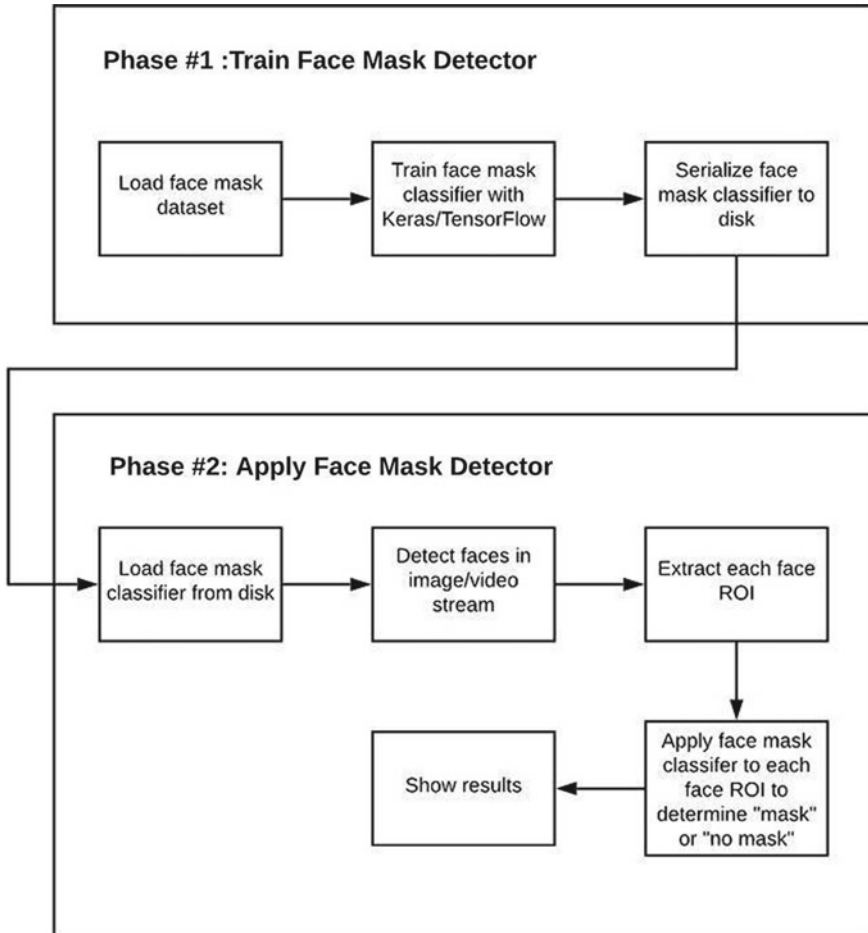 Phase #1 :Train Face Mask Detector
Load face mask
dataset
Train face mask
classifier with
Keras/TensorFlow
Serialize face
mask classifier to
disk
Phase #2: Apply Face Mask Detector
Load face mask
classifier from disk
Detect faces in
image/video
stream
Extract each face
ROI
Apply face mask
classifer to each
face ROI to
determine "mask"
or "no mask"
Show results